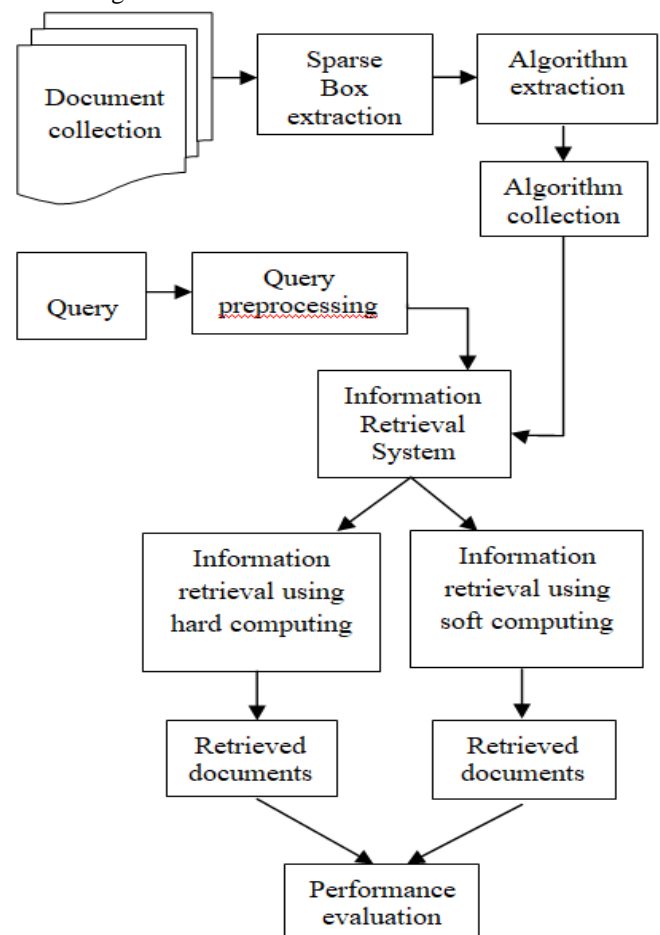 Document
collection
Sparse
Box
extraction
Algorithm
extraction
Algorithm
collection
Query
Query
preprocessing
Information
Retrieval
System
Information
retrieval using
hard computing
Information
retrieval using
soft computing
Retrieved
documents
Retrieved
documents
Performance
evaluation